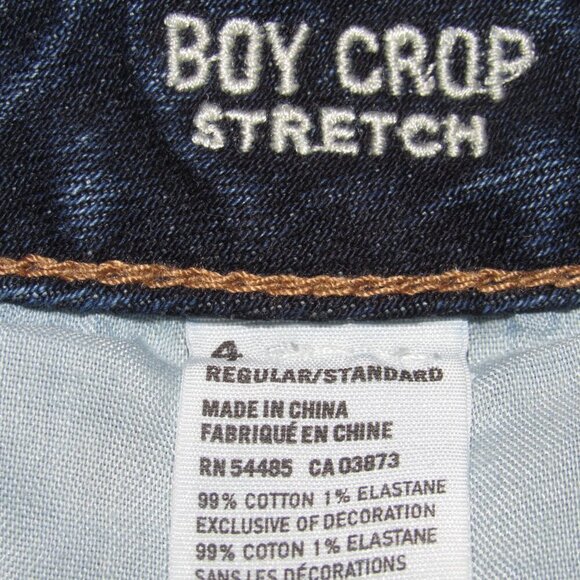 BOY CROP
STRETCH
4
REGULAR/STANDARD
MADE IN CHINA
FABRIQUÉ EN CHINE
RN 54485 CA 03873
99% COTTON 1% ELASTANE
EXCLUSIVE OF DECORATION
99% COTON 1% ELASTANE
SANS LES DÉCORATIONS